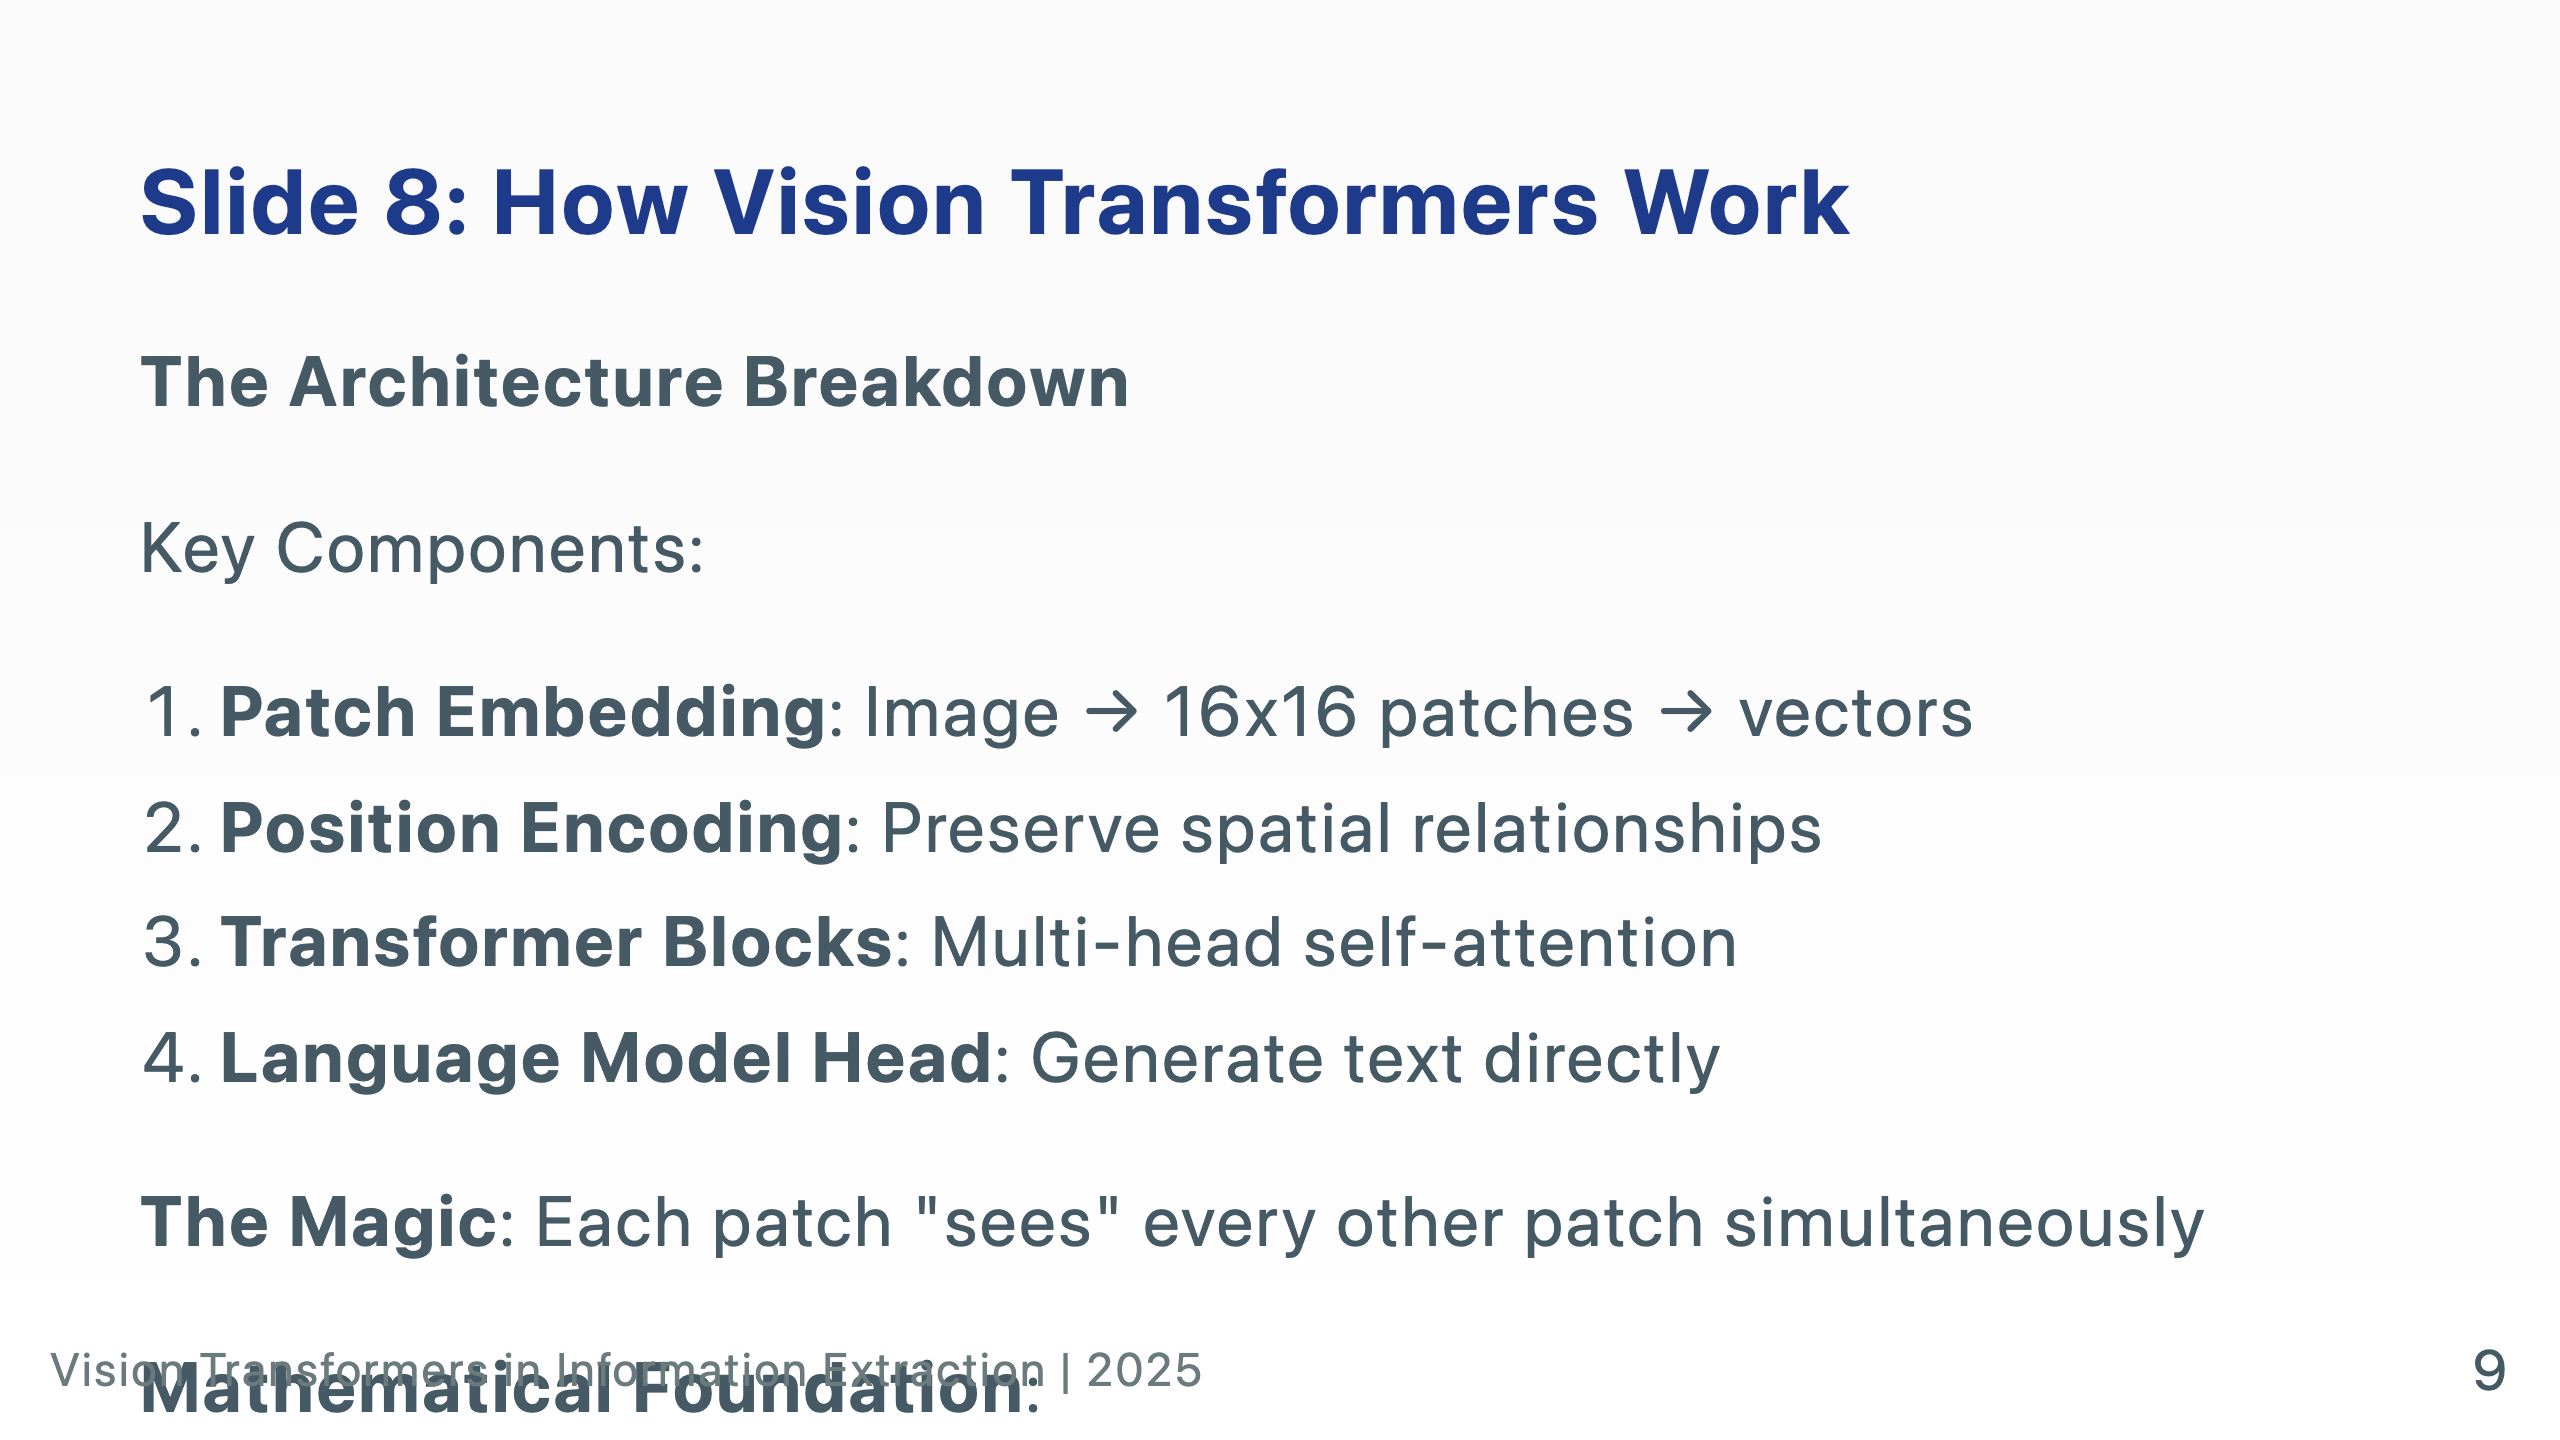 Slide 8: How Vision Transformers Work
The Architecture Breakdown
Key Components:
1. Patch Embedding: Image → 16x16 patches → vectors
2. Position Encoding: Preserve spatial relationships
3. Transformer Blocks: Multi-head self-attention
4. Language Model Head: Generate text directly
The Magic: Each patch "sees" every other patch simultaneously
Mathematical Foundation:
Vision Transformers in Information Extraction | 2025
9